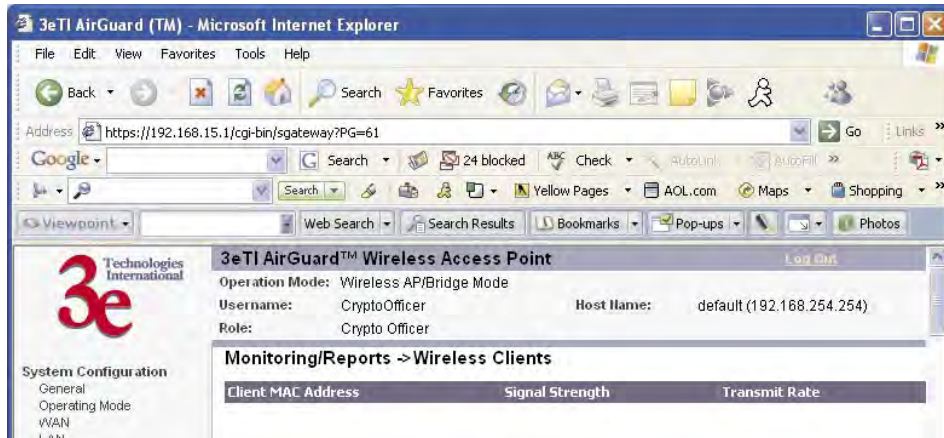 3eTI AirGuard (TM) - Microsoft Internet Explorer
File Edit View Favorites Tools Help
Back Search Favorites
Address https://192.168.15.1/cgi-bin/sgateway?PG=61 Go Links »
Google Search 24 blocked Check AutoLink AutoFill »
Search Yellow Pages AOL.com Maps Shopping »
Viewpoint Web Search Search Results Bookmarks Pop-ups Photos
3e Technologies International
3eTI AirGuard™ Wireless Access Point Log Out
Operation Mode: Wireless AP/Bridge Mode
Username: CryptoOfficer Host Name: default (192.168.254.254)
Role: Crypto Officer
Monitoring/Reports ->Wireless Clients
Client MAC Address Signal Strength Transmit Rate
System Configuration
General
Operating Mode
WAN
LAN